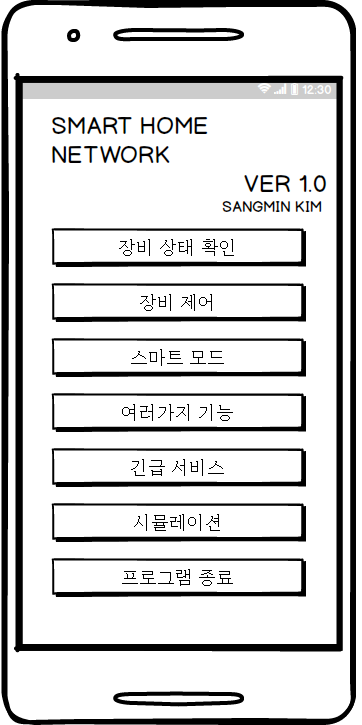 12:30
SMART HOME
NETWORK
VER 1.0
SANGMIN KIM
장비 상태 확인
장비 제어
스마트 모드
여러가지 기능
긴급 서비스
시뮬레이션
프로그램 종료